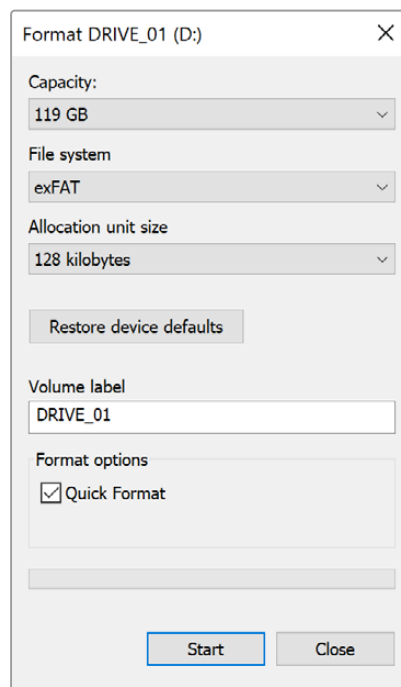 Format DRIVE_01 (D:)
Capacity:
119 GB
File system
exFAT
Allocation unit size
128 kilobytes
Restore device defaults
Volume label
DRIVE_01
Format options
Quick Format
Start Close